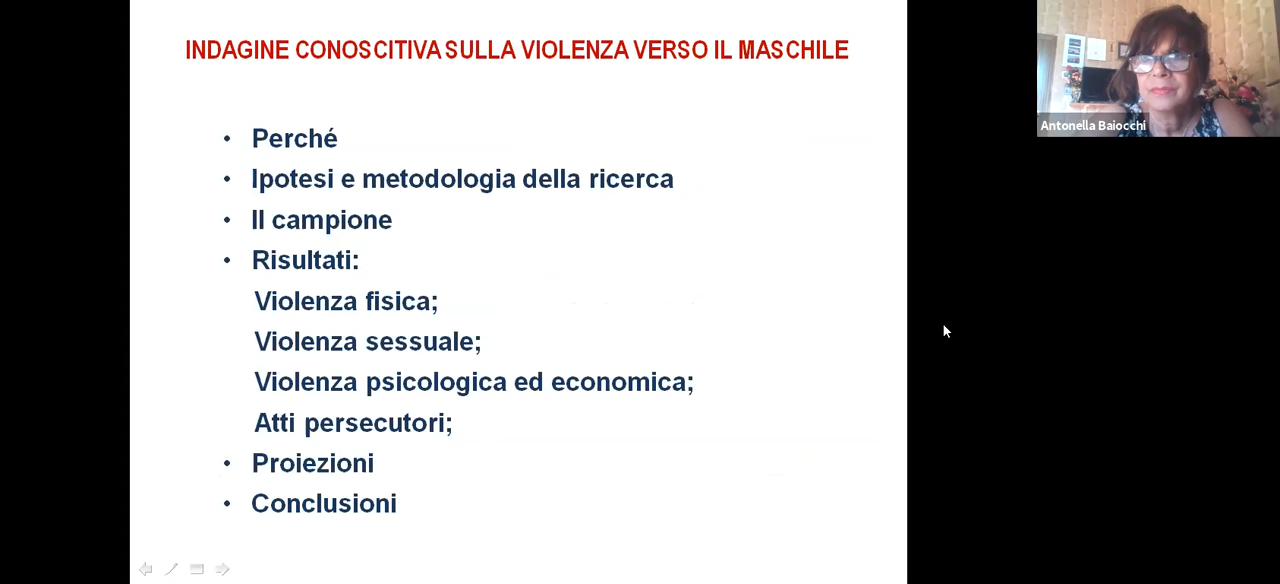 INDAGINE CONOSCITIVA SULLA VIOLENZA VERSO IL MASCHILE
• Perché
• Ipotesi e metodologia della ricerca
• Il campione
• Risultati:
Violenza fisica;
Violenza sessuale;
Violenza psicologica ed economica;
Atti persecutori;
• Proiezioni
• Conclusioni
Antonella Baiocchi